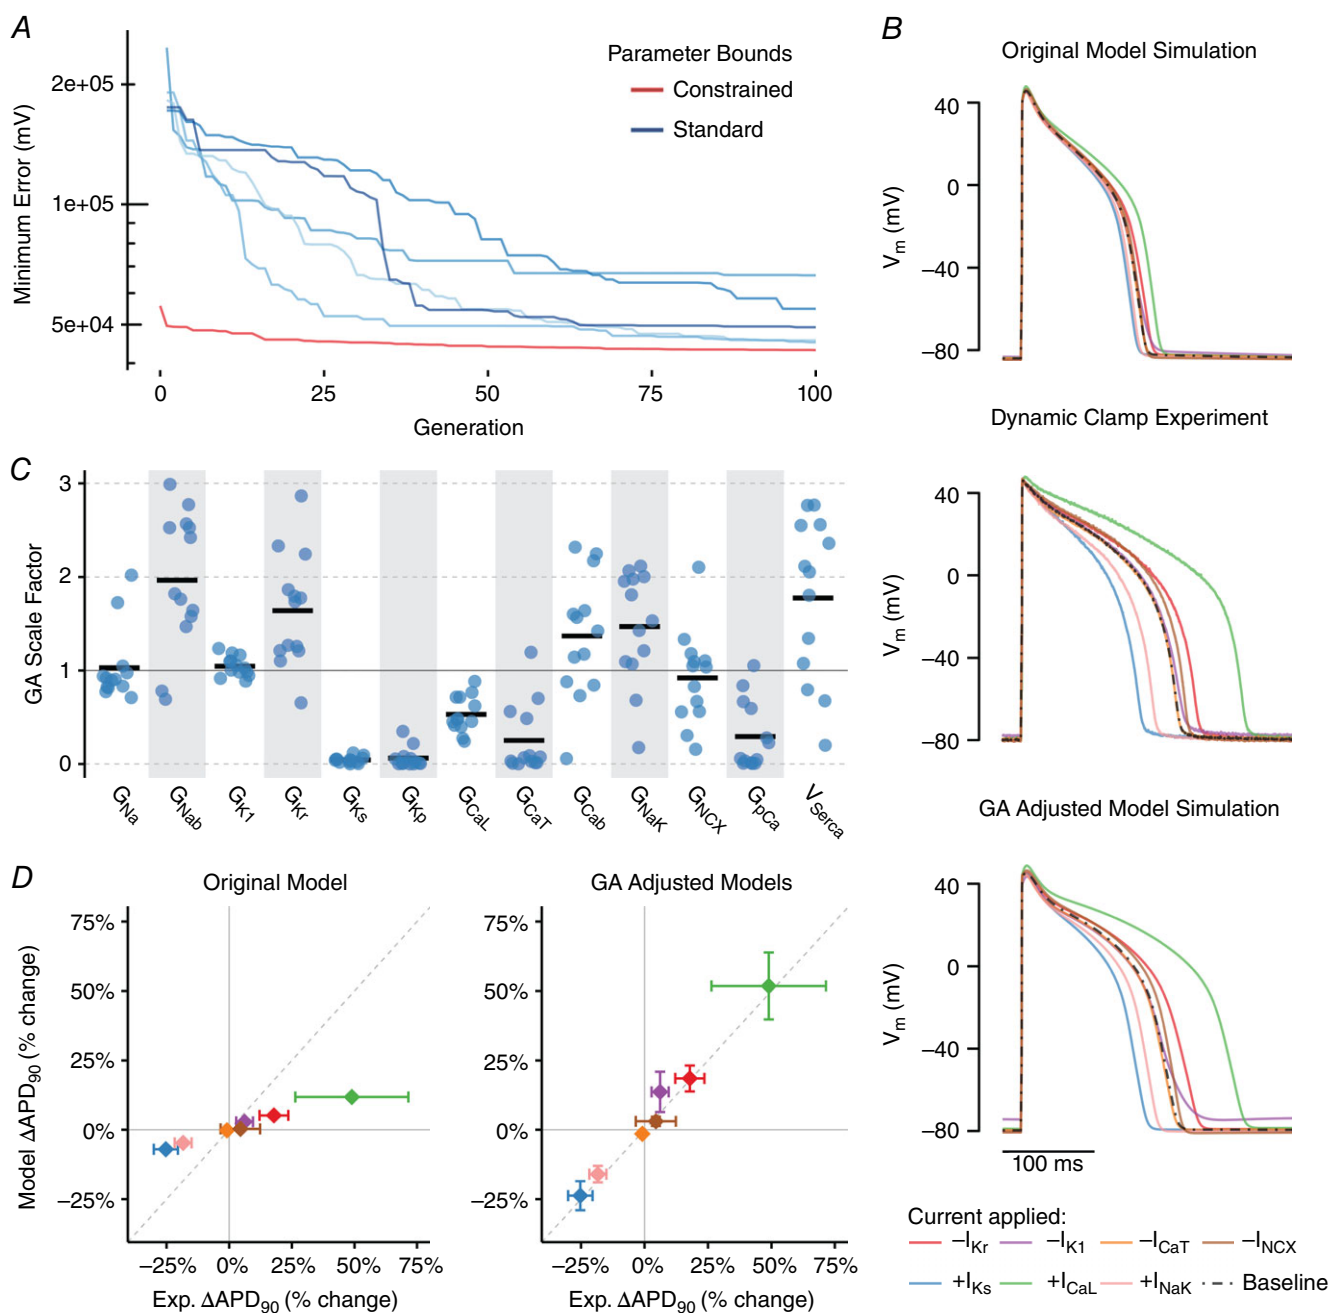 A
Minimum Error (mV)
2e+05
1e+05
5e+04
Parameter Bounds
Constrained
Standard
0 25 50 75 100
Generation
B
Original Model Simulation
Vm (mV)
40
0
−40
−80
Dynamic Clamp Experiment
Vm (mV)
40
0
−40
−80
GA Adjusted Model Simulation
Vm (mV)
40
0
−40
−80
100 ms
Current applied:
−IKr −IK1 −ICaT −INCX
+IKs +ICaL +INaK Baseline
C
GA Scale Factor
3
2
1
0
GNa GNab GK1 GKr GKs GKp GCaL GCaT GCab GNaK GNCX GpCa VSerca
D
Original Model
Model ΔAPD90 (% change)
75%
50%
25%
0%
−25%
−25% 0% 25% 50% 75%
Exp. ΔAPD90 (% change)
GA Adjusted Models
75%
50%
25%
0%
−25%
−25% 0% 25% 50% 75%
Exp. ΔAPD90 (% change)